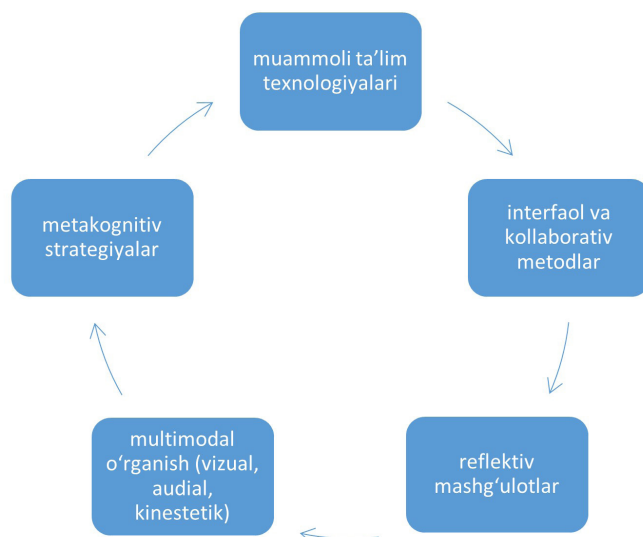 muammoli ta’lim
texnologiyalari
interfaol va
kollaborativ
metodlar
reflektiv
mashg‘ulotlar
multimodal
o‘rganish (vizual,
audial,
kinestetik)
metakognitiv
strategiyalar